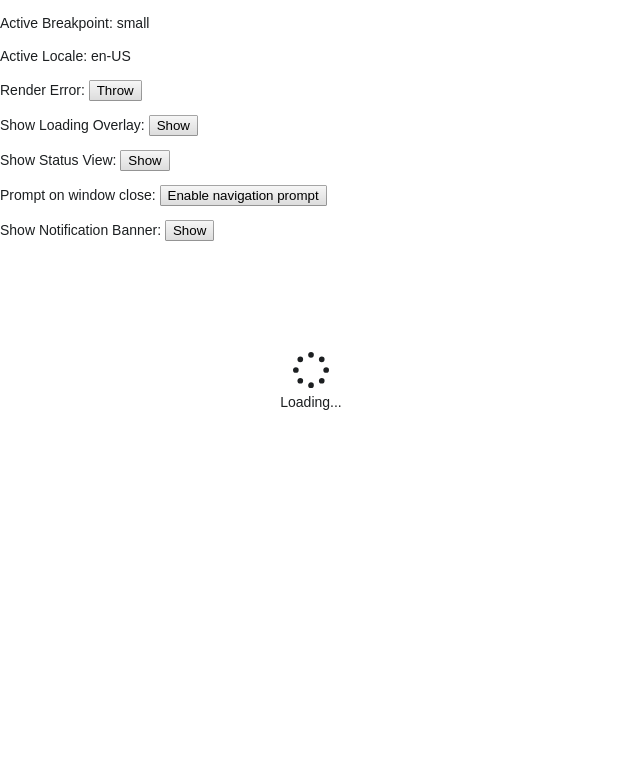 Active Breakpoint: small
Active Locale: en-US
Render Error: Throw
Show Loading Overlay: Show
Show Status View: Show
Prompt on window close: Enable navigation prompt
Show Notification Banner: Show
Loading...